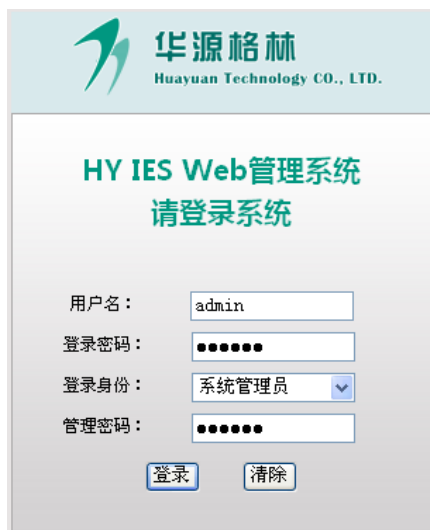 华源格林
Huayuan Technology CO., LTD.
HY IES Web管理系统
请登录系统
用户名： admin
登录密码： ●●●●●●
登录身份： 系统管理员
管理密码： ●●●●●●
登录 清除